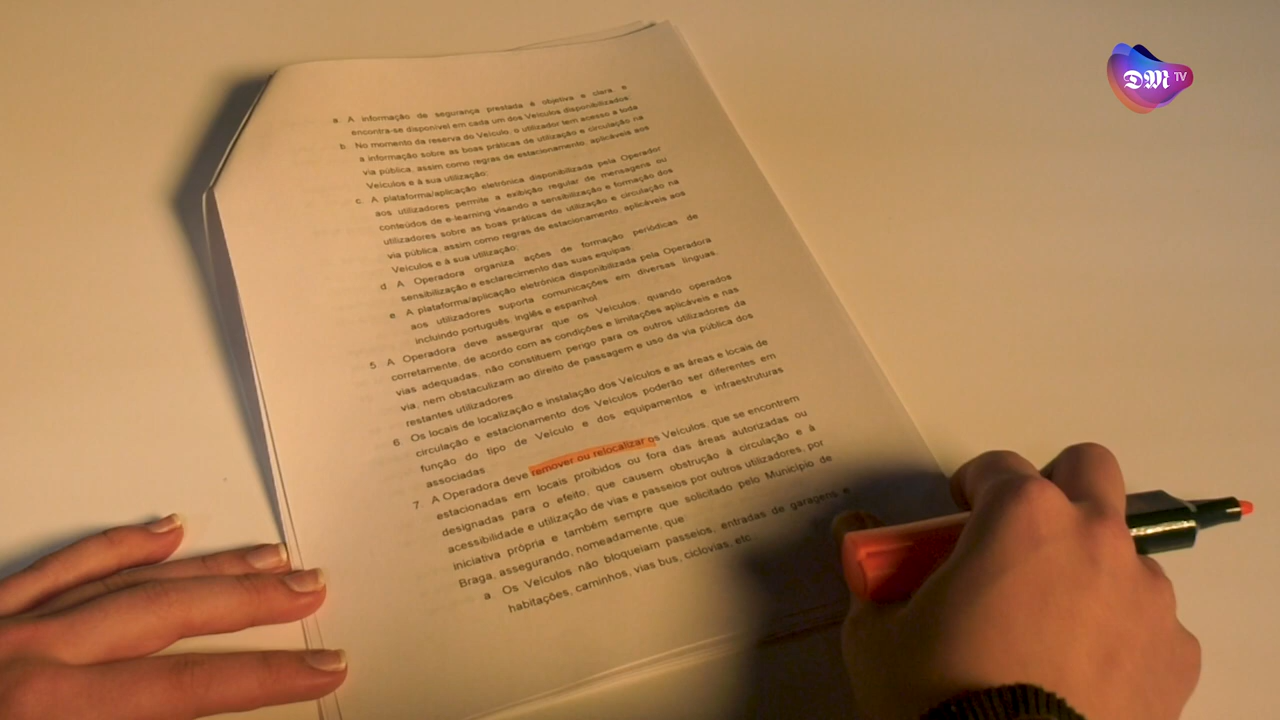 DM TV
a. A informação de segurança prestada é objetiva e clara, e
encontra-se disponível em cada um dos Veículos disponibilizados;
b. No momento da reserva do Veículo, o utilizador tem acesso a toda
a informação sobre as boas práticas de utilização e circulação na
via pública, assim como regras de estacionamento, aplicáveis aos
Veículos e à sua utilização;
c. A plataforma/aplicação eletrónica disponibilizada pela Operador
aos utilizadores permite a exibição regular de mensagens ou
conteúdos de e-learning visando a sensibilização e formação dos
utilizadores sobre as boas práticas de utilização e circulação na
via pública, assim como regras de estacionamento, aplicáveis aos
Veículos e à sua utilização;
d. A Operadora organiza ações de formação periódicas de
sensibilização e esclarecimento das suas equipas;
e. A plataforma/aplicação eletrónica disponibilizada pela Operadora
aos utilizadores suporta comunicações em diversas línguas,
incluindo português, inglês e espanhol.
5. A Operadora deve assegurar que os Veículos, quando operados
corretamente, de acordo com as condições e limitações aplicáveis e nas
vias adequadas, não constituem perigo para os outros utilizadores da
via, nem obstaculizam ao direito de passagem e uso da via pública dos
restantes utilizadores.
6. Os locais de localização e instalação dos Veículos e as áreas e locais de
circulação e estacionamento dos Veículos poderão ser diferentes em
função do tipo de Veículo e dos equipamentos e infraestruturas
associadas.
7. A Operadora deve remover ou relocalizar os Veículos, que se encontrem
estacionadas em locais proibidos ou fora das áreas autorizadas ou
designadas para o efeito, que causem obstrução à circulação e à
acessibilidade e utilização de vias e passeios por outros utilizadores, por
iniciativa própria e também sempre que solicitado pelo Município de
Braga, assegurando, nomeadamente, que:
a. Os Veículos não bloqueiam passeios, entradas de garagens e
habitações, caminhos, vias bus, ciclovias, etc.